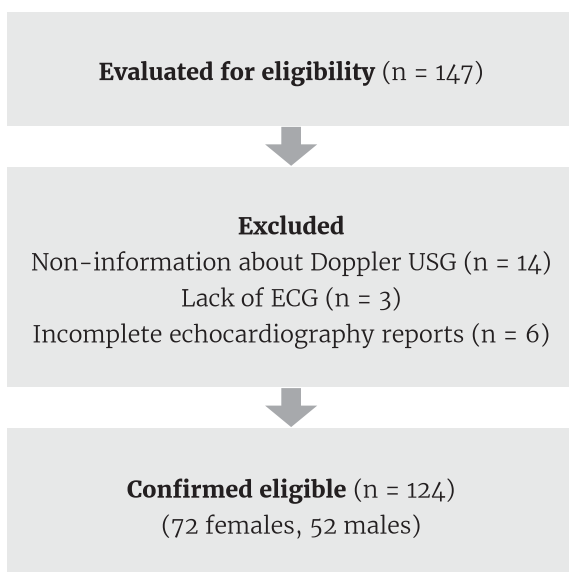 Evaluated for eligibility (n = 147)
Excluded
Non-information about Doppler USG (n = 14)
Lack of ECG (n = 3)
Incomplete echocardiography reports (n = 6)
Confirmed eligible (n = 124)
(72 females, 52 males)